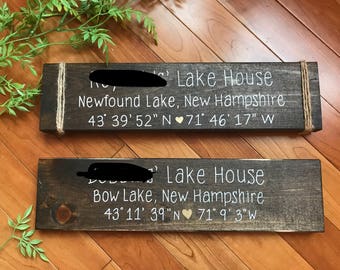 Lake House
Newfound Lake, New Hampshire
43° 39' 52" N 71° 46' 17" W
Lake House
Bow Lake, New Hampshire
43° 11' 39" N 71° 9' 3" W